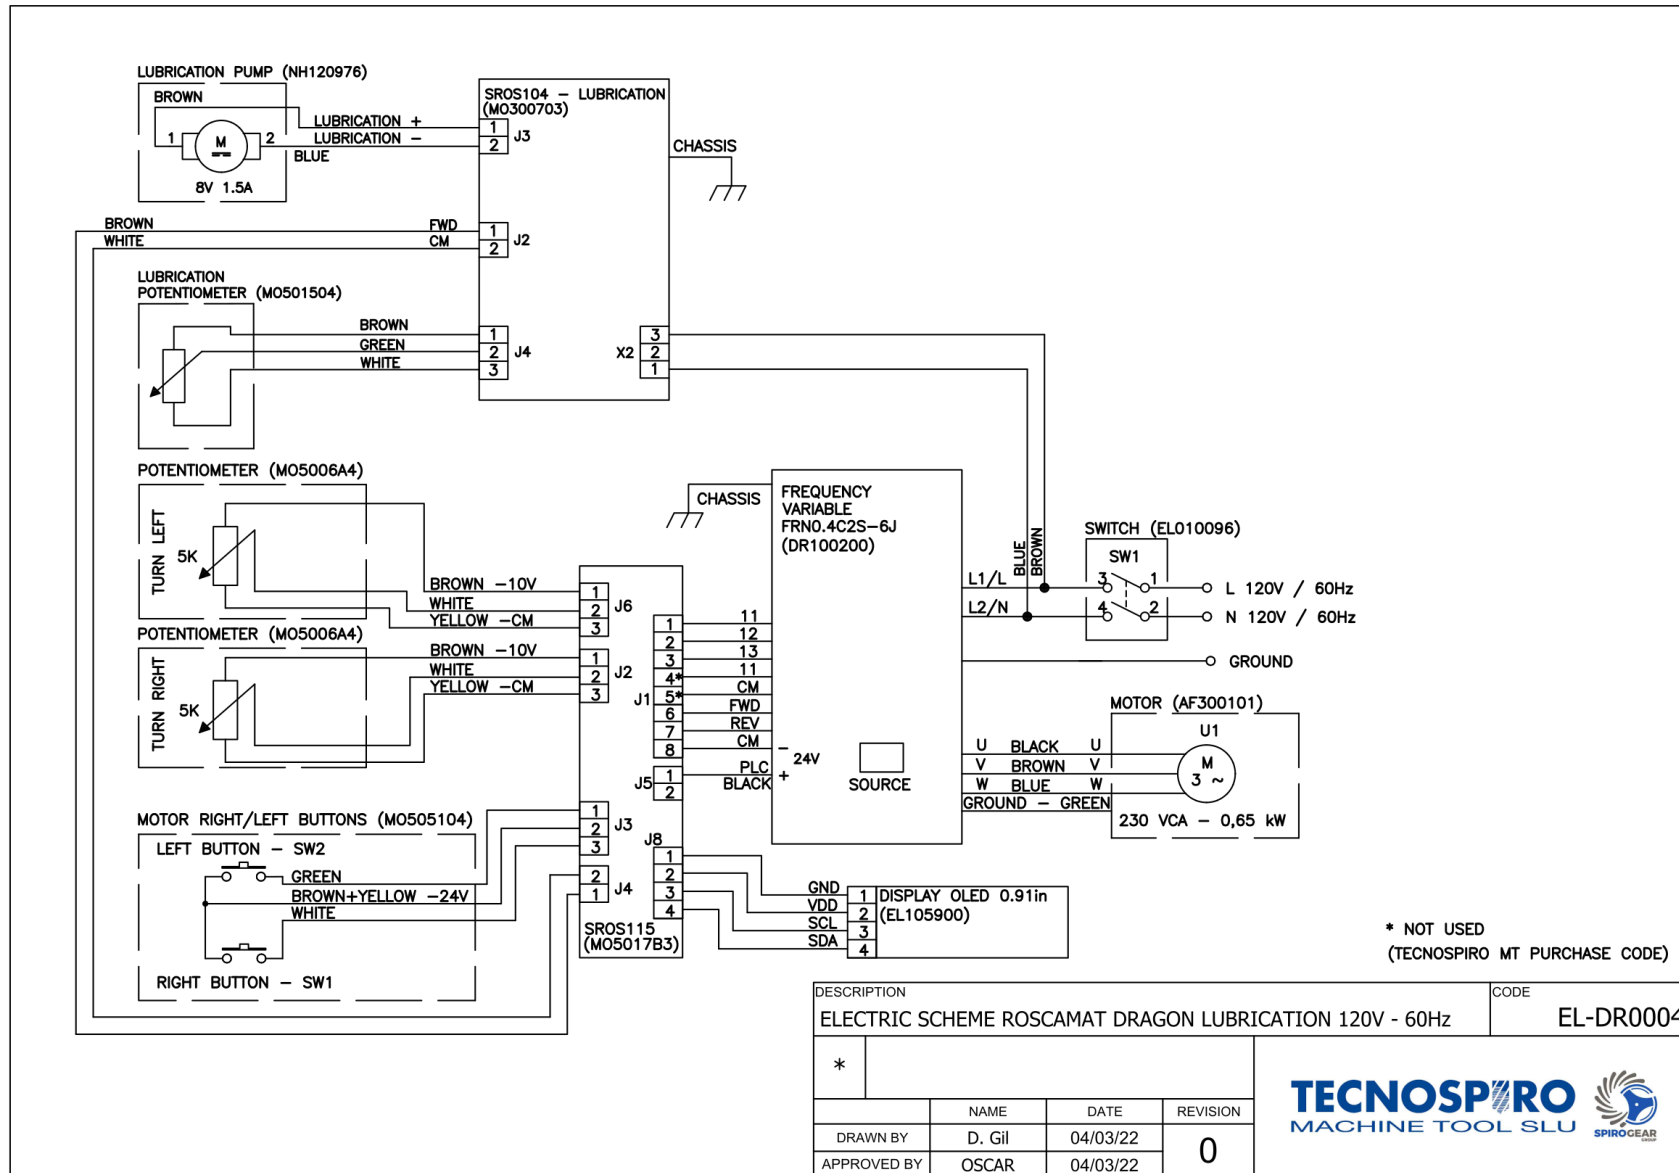 LUBRICATION PUMP (NH120976)
BROWN
LUBRICATION +
LUBRICATION -
1
M
2
BLUE
8V 1.5A
SROS104 - LUBRICATION
(MO300703)
1
2
J3
CHASSIS
BROWN
WHITE
FWD
CM
1
2
J2
LUBRICATION
POTENTIOMETER (MO501504)
BROWN
GREEN
WHITE
1
2
3
J4
X2
3
2
1
POTENTIOMETER (MO5006A4)
TURN LEFT
5K
BROWN -10V
WHITE
YELLOW -CM
1
2
3
J6
POTENTIOMETER (MO5006A4)
TURN RIGHT
5K
BROWN -10V
WHITE
YELLOW -CM
1
2
3
J2
J1
1
2
3
4*
5*
6
7
8
11
12
13
11
CM
FWD
REV
CM
J5
1
2
PLC
BLACK
CHASSIS
FREQUENCY
VARIABLE
FRN0.4C2S-6J
(DR100200)
-
24V
+
SOURCE
L1/L
L2/N
BLUE
BROWN
SWITCH (EL010096)
SW1
3
1
4
2
L 120V / 60Hz
N 120V / 60Hz
GROUND
MOTOR (AF300101)
U1
U BLACK U
V BROWN V
W BLUE W
GROUND - GREEN
M
3 ~
230 VCA - 0,65 kW
MOTOR RIGHT/LEFT BUTTONS (MO505104)
LEFT BUTTON - SW2
GREEN
BROWN+YELLOW -24V
WHITE
RIGHT BUTTON - SW1
1
2
3
J3
2
1
J4
J8
1
2
3
4
SROS115
(MO5017B3)
GND
VDD
SCL
SDA
1
2
3
4
DISPLAY OLED 0.91in
(EL105900)
* NOT USED
(TECNOSPIRO MT PURCHASE CODE)
DESCRIPTION
ELECTRIC SCHEME ROSCAMAT DRAGON LUBRICATION 120V - 60Hz
CODE
EL-DR0004
*
NAME DATE REVISION
DRAWN BY D. Gil 04/03/22 0
APPROVED BY OSCAR 04/03/22
TECNOSPIRO
MACHINE TOOL SLU
SPIROGEAR
GROUP